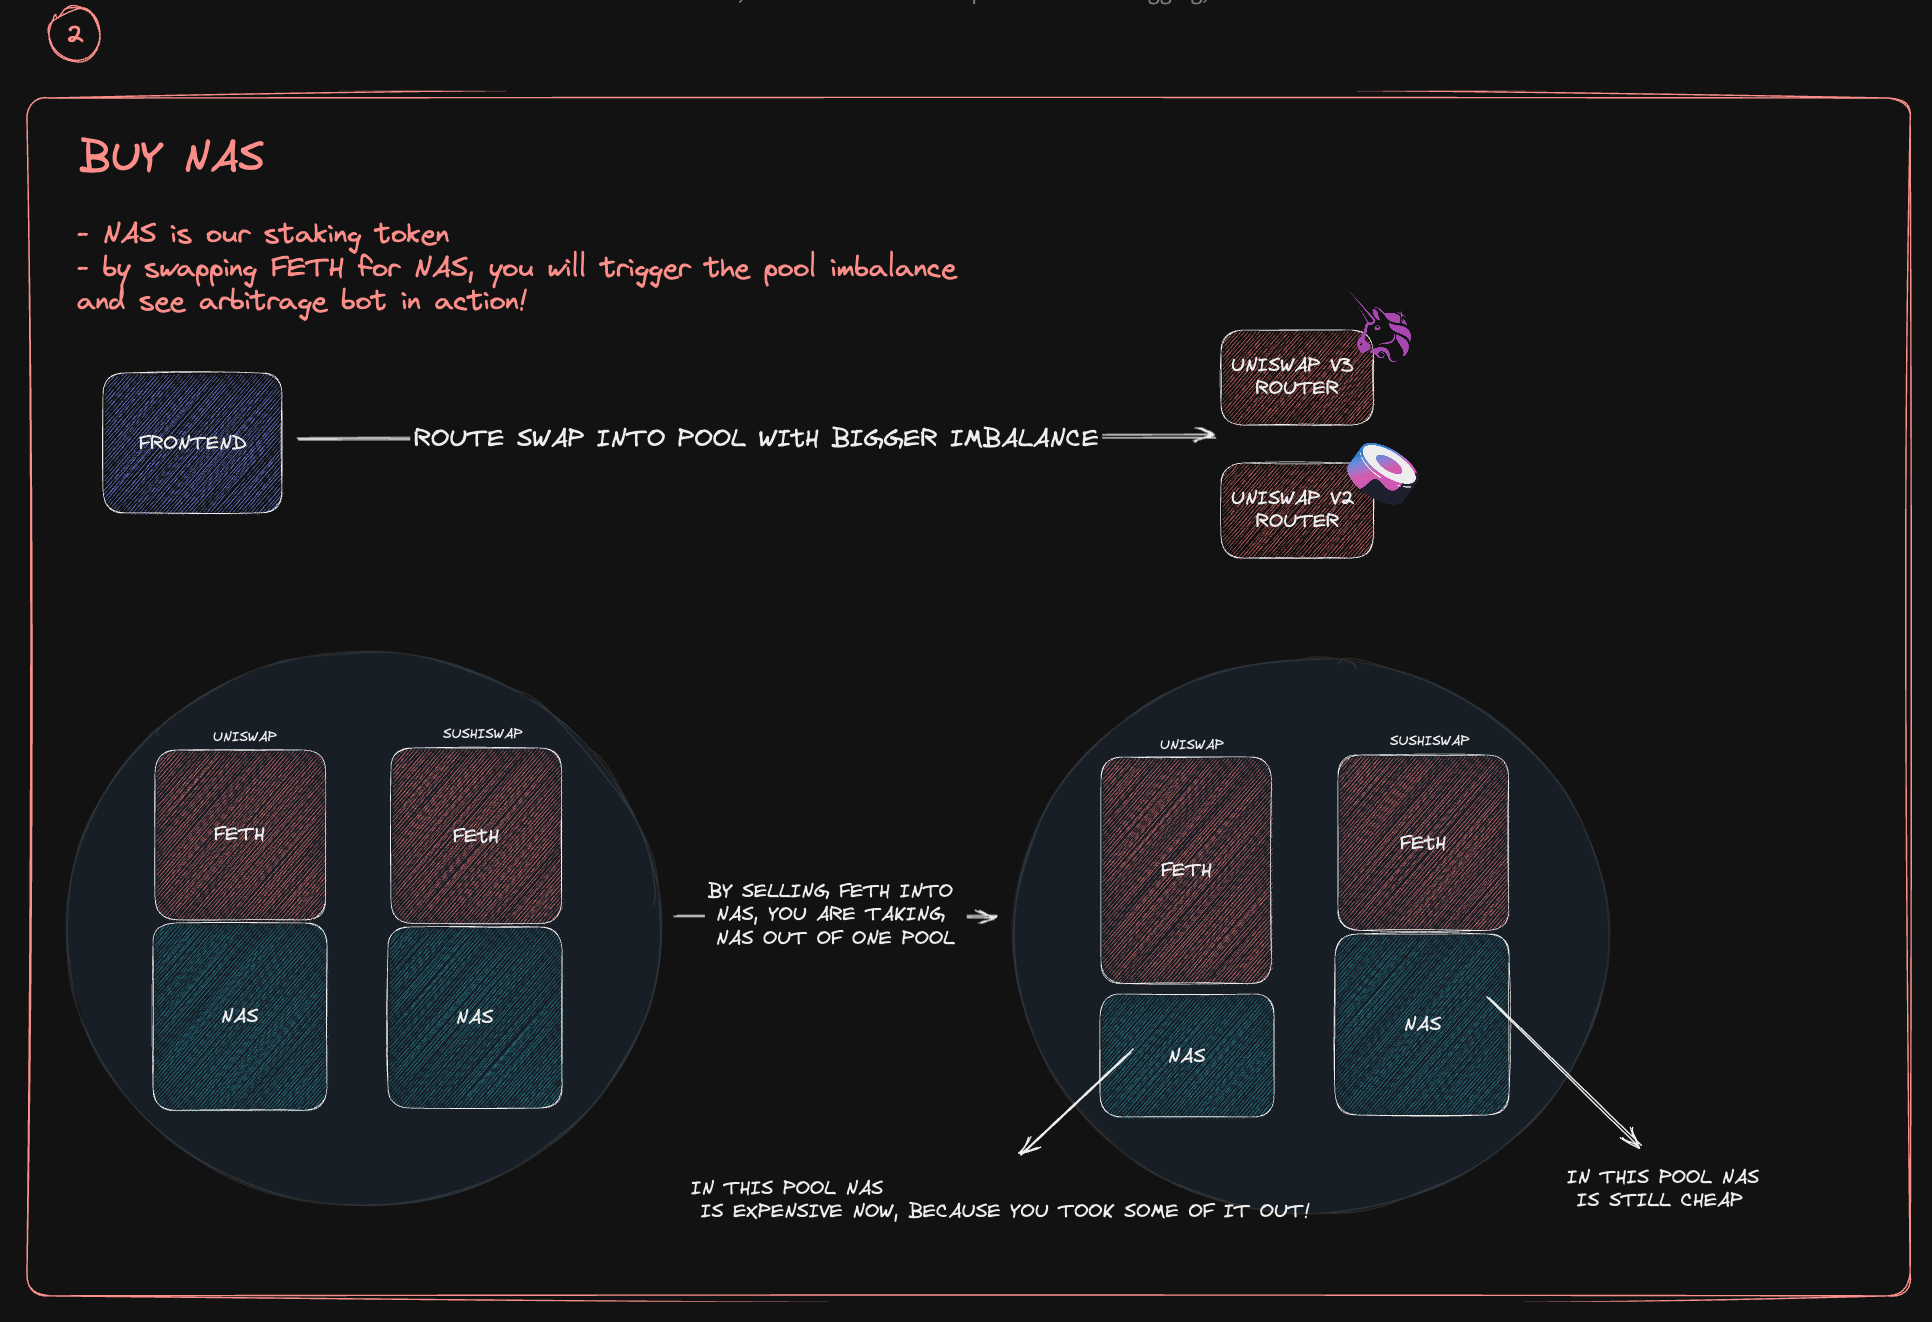 2
BUY NAS
- NAS is our staking token
- by swapping FETH for NAS, you will trigger the pool imbalance
and see arbitrage bot in action!
FRONTEND
ROUTE SWAP INTO POOL WITH BIGGER IMBALANCE
UNISWAP V3
ROUTER
UNISWAP V2
ROUTER
UNISWAP
SUSHISWAP
FETH
FEtH
NAS
NAS
BY SELLING FETH INTO
NAS, YOU ARE TAKING
NAS OUT OF ONE POOL
UNISWAP
SUSHISWAP
FETH
FEtH
NAS
NAS
IN THIS POOL NAS
IS EXPENSIVE NOW, BECAUSE YOU TOOK SOME OF IT OUT!
IN THIS POOL NAS
IS STILL CHEAP